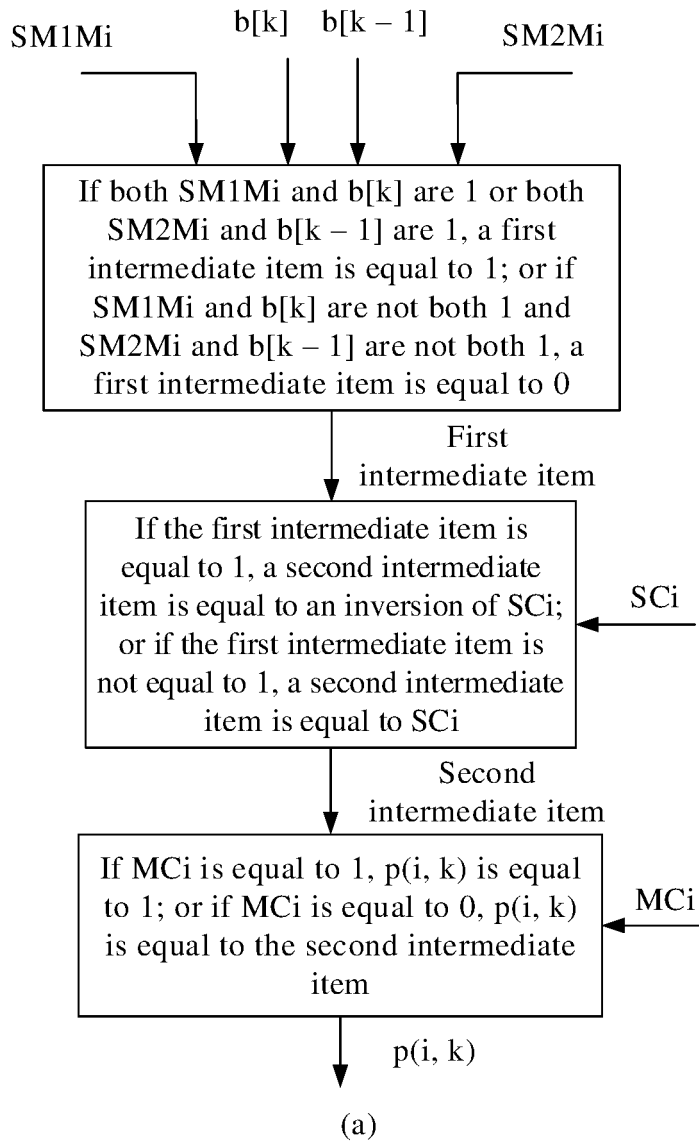 SM1Mi
b[k]
b[k – 1]
SM2Mi
If both SM1Mi and b[k] are 1 or both
SM2Mi and b[k – 1] are 1, a first
intermediate item is equal to 1; or if
SM1Mi and b[k] are not both 1 and
SM2Mi and b[k – 1] are not both 1, a
first intermediate item is equal to 0
First
intermediate item
If the first intermediate item is
equal to 1, a second intermediate
item is equal to an inversion of SCi;
or if the first intermediate item is
not equal to 1, a second intermediate
item is equal to SCi
SCi
Second
intermediate item
If MCi is equal to 1, p(i, k) is equal
to 1; or if MCi is equal to 0, p(i, k)
is equal to the second intermediate
item
MCi
p(i, k)
(a)